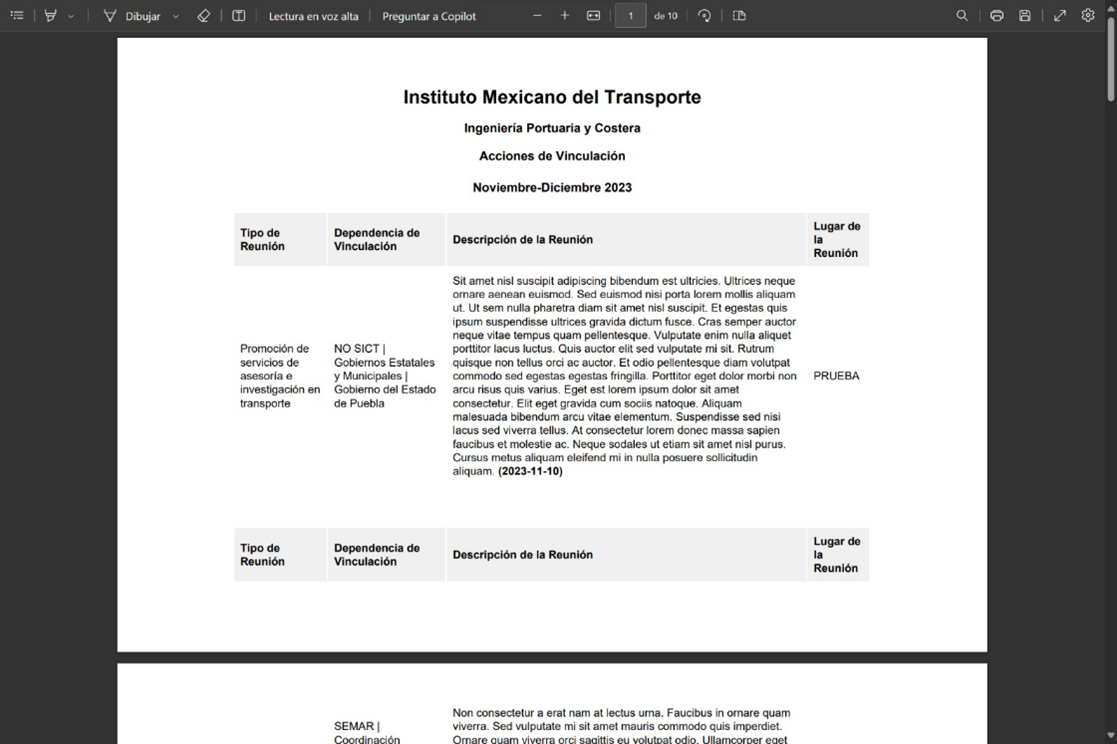 Dibujar
Lectura en voz alta
Preguntar a Copilot
1
de 10
Instituto Mexicano del Transporte
Ingeniería Portuaria y Costera
Acciones de Vinculación
Noviembre-Diciembre 2023
Tipo de
Reunión
Dependencia de
Vinculación
Descripción de la Reunión
Lugar de
la
Reunión
Promoción de
servicios de
asesoría e
investigación en
transporte
NO SICT |
Gobiernos Estatales
y Municipales |
Gobierno del Estado
de Puebla
Sit amet nisl suscipit adipiscing bibendum est ultricies. Ultrices neque
ornare aenean euismod. Sed euismod nisi porta lorem mollis aliquam
ut. Ut sem nulla pharetra diam sit amet nisl suscipit. Et egestas quis
ipsum suspendisse ultrices gravida dictum fusce. Cras semper auctor
neque vitae tempus quam pellentesque. Vulputate enim nulla aliquet
porttitor lacus luctus. Quis auctor elit sed vulputate mi sit. Rutrum
quisque non tellus orci ac auctor. Et odio pellentesque diam volutpat
commodo sed egestas egestas fringilla. Porttitor eget dolor morbi non
arcu risus quis varius. Eget est lorem ipsum dolor sit amet
consectetur. Elit eget gravida cum sociis natoque. Aliquam
malesuada bibendum arcu vitae elementum. Suspendisse sed nisi
lacus sed viverra tellus. At consectetur lorem donec massa sapien
faucibus et molestie ac. Neque sodales ut etiam sit amet nisl purus.
Cursus metus aliquam eleifend mi in nulla posuere sollicitudin
aliquam. (2023-11-10)
PRUEBA
Tipo de
Reunión
Dependencia de
Vinculación
Descripción de la Reunión
Lugar de
la
Reunión
SEMAR |
Coordinación
Non consectetur a erat nam at lectus urna. Faucibus in ornare quam
viverra. Sed vulputate mi sit amet mauris commodo quis imperdiet.
Ornare quam viverra orci sagittis eu volutpat odio. Ullamcorper eget